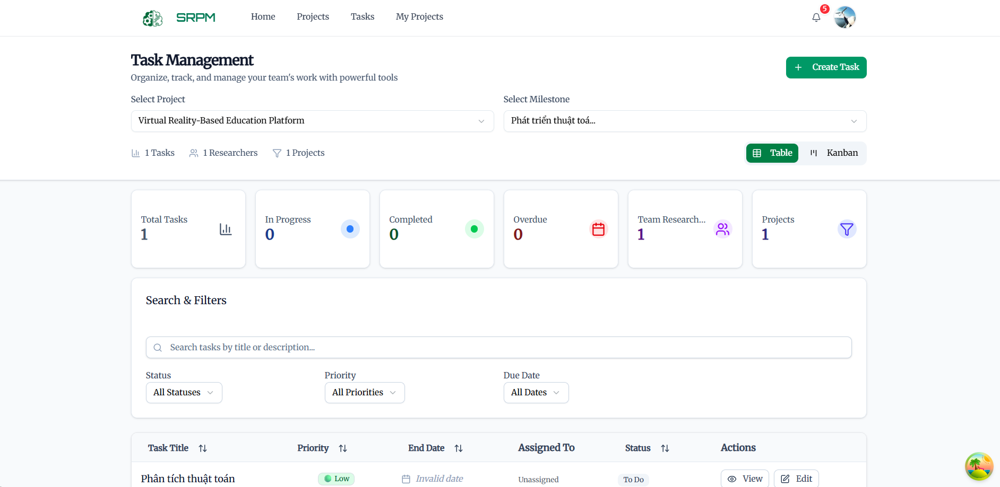 SRPM
Home
Projects
Tasks
My Projects
5
Task Management
Organize, track, and manage your team's work with powerful tools
Create Task
Select Project
Select Milestone
Virtual Reality-Based Education Platform
Phát triển thuật toá...
1 Tasks
1 Researchers
1 Projects
Table
Kanban
Total Tasks
1
In Progress
0
Completed
0
Overdue
0
Team Research...
1
Projects
1
Search & Filters
Search tasks by title or description...
Status
Priority
Due Date
All Statuses
All Priorities
All Dates
Task Title
Priority
End Date
Assigned To
Status
Actions
Phân tích thuật toán
Low
Invalid date
Unassigned
To Do
View
Edit